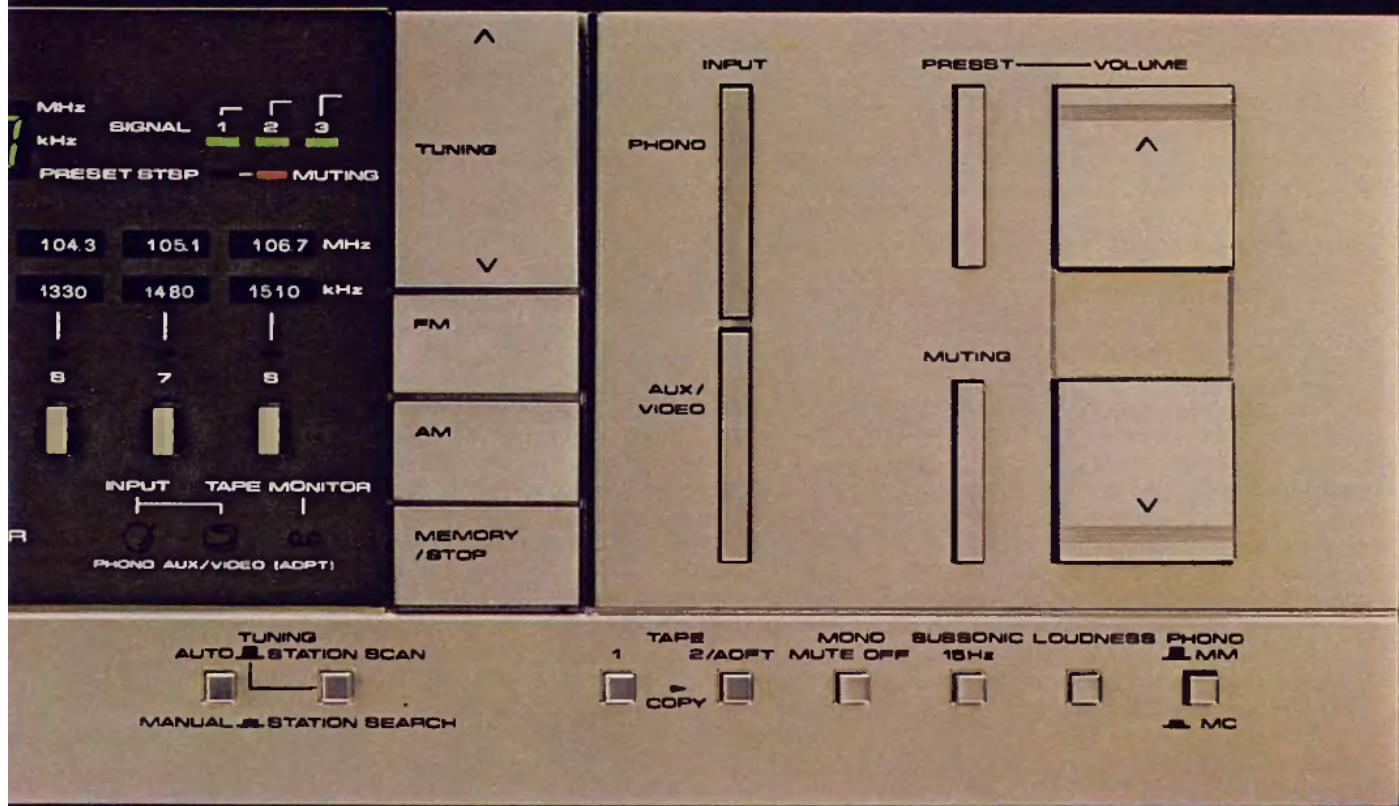 MHz
kHz
SIGNAL 1 2 3
PRESET STEP MUTING
104.3 105.1 106.7 MHz
1330 1480 1510 kHz
6 7 8
INPUT TAPE MONITOR
R
PHONO AUX/VIDEO (ADPT)
TUNING
FM
AM
MEMORY
/STOP
INPUT
PHONO
AUX/
VIDEO
PRESET VOLUME
MUTING
TUNING
AUTO STATION SCAN
MANUAL STATION SEARCH
TAPE
1 2/ADPT
COPY
MONO
MUTE OFF
SUBSONIC
15Hz
LOUDNESS
PHONO
MM
MC